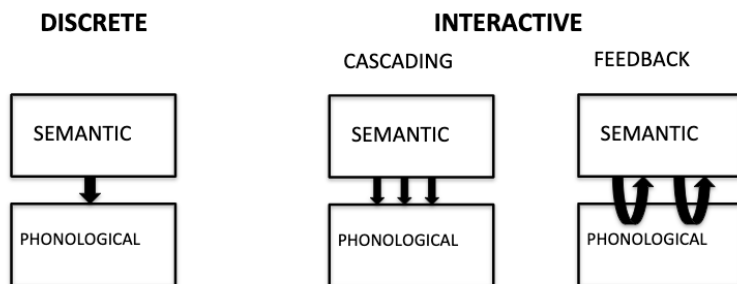 DISCRETE
INTERACTIVE
CASCADING
FEEDBACK
SEMANTIC
SEMANTIC
SEMANTIC
PHONOLOGICAL
PHONOLOGICAL
PHONOLOGICAL